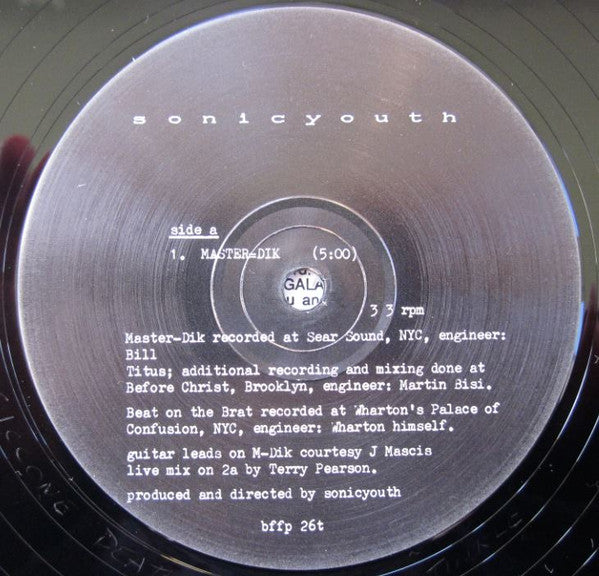 sonicyouth
side a
1. MASTER=DIK (5:00)
GALA
u an
33 rpm
Master-Dik recorded at Sear Sound, NYC, engineer:
Bill
Titus; additional recording and mixing done at
Before Christ, Brooklyn, engineer: Martin Bisi.
Beat on the Brat recorded at Wharton's Palace of
Confusion, NYC, engineer: Wharton himself.
guitar leads on M-Dik courtesy J Mascis
live mix on 2a by Terry Pearson.
produced and directed by sonicyouth
bffp 26t